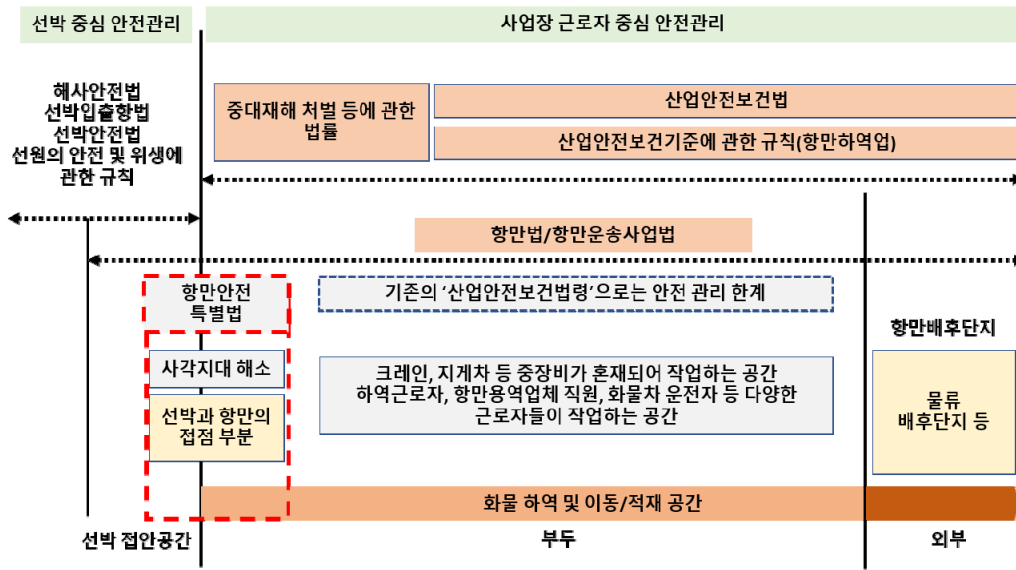 선박 중심 안전관리
사업장 근로자 중심 안전관리
해사안전법
선박입출항법
선박안전법
선원의 안전 및 위생에
관한 규칙
중대재해 처벌 등에 관한
법률
산업안전보건법
산업안전보건기준에 관한 규칙(항만하역업)
항만법/항만운송사업법
항만안전
특별법
기존의 ‘산업안전보건법령’으로는 안전 관리 한계
사각지대 해소
선박과 항만의
접점 부분
크레인, 지게차 등 중장비가 혼재되어 작업하는 공간
하역근로자, 항만용역업체 직원, 화물차 운전자 등 다양한
근로자들이 작업하는 공간
항만배후단지
물류
배후단지 등
화물 하역 및 이동/적재 공간
선박 접안공간
부두
외부